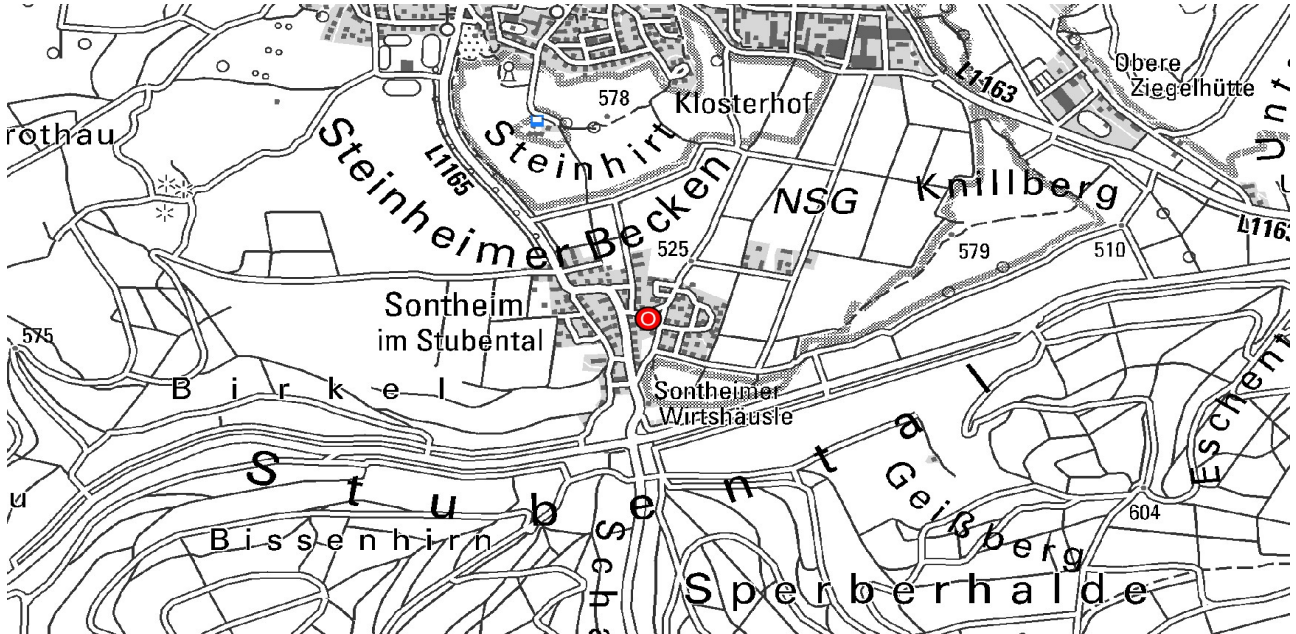 Obere
Ziegelhütte
L1163
578
Klosterhof
rothau
Steinhirt
L1165
Steinheimer Becken
NSG
Knillberg
L1163
525
579
510
Sontheim
im Stubental
575
Birkel
Sontheimer
Wirtshäusle
Stubental
Eschent
Geißberg
604
Bissenhirn
Sperberhalde